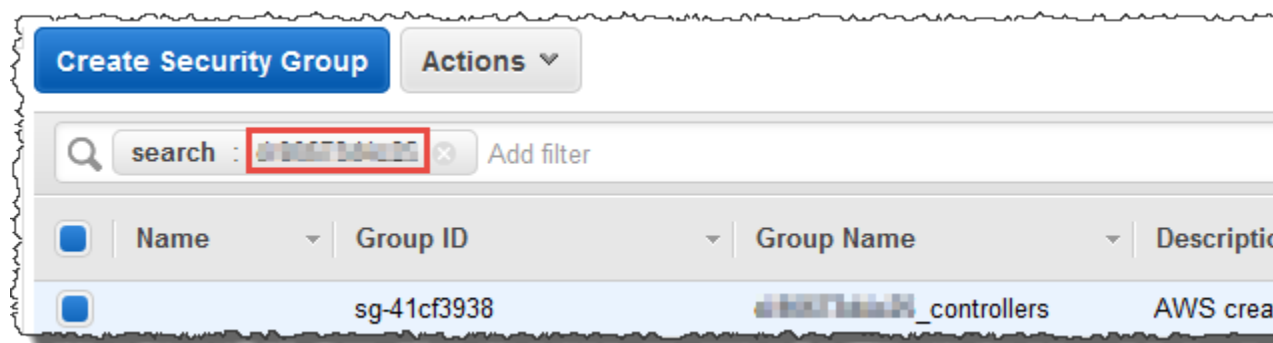 Create Security Group Actions
search : Add filter
Name Group ID Group Name Descriptio
sg-41cf3938 _controllers AWS crea